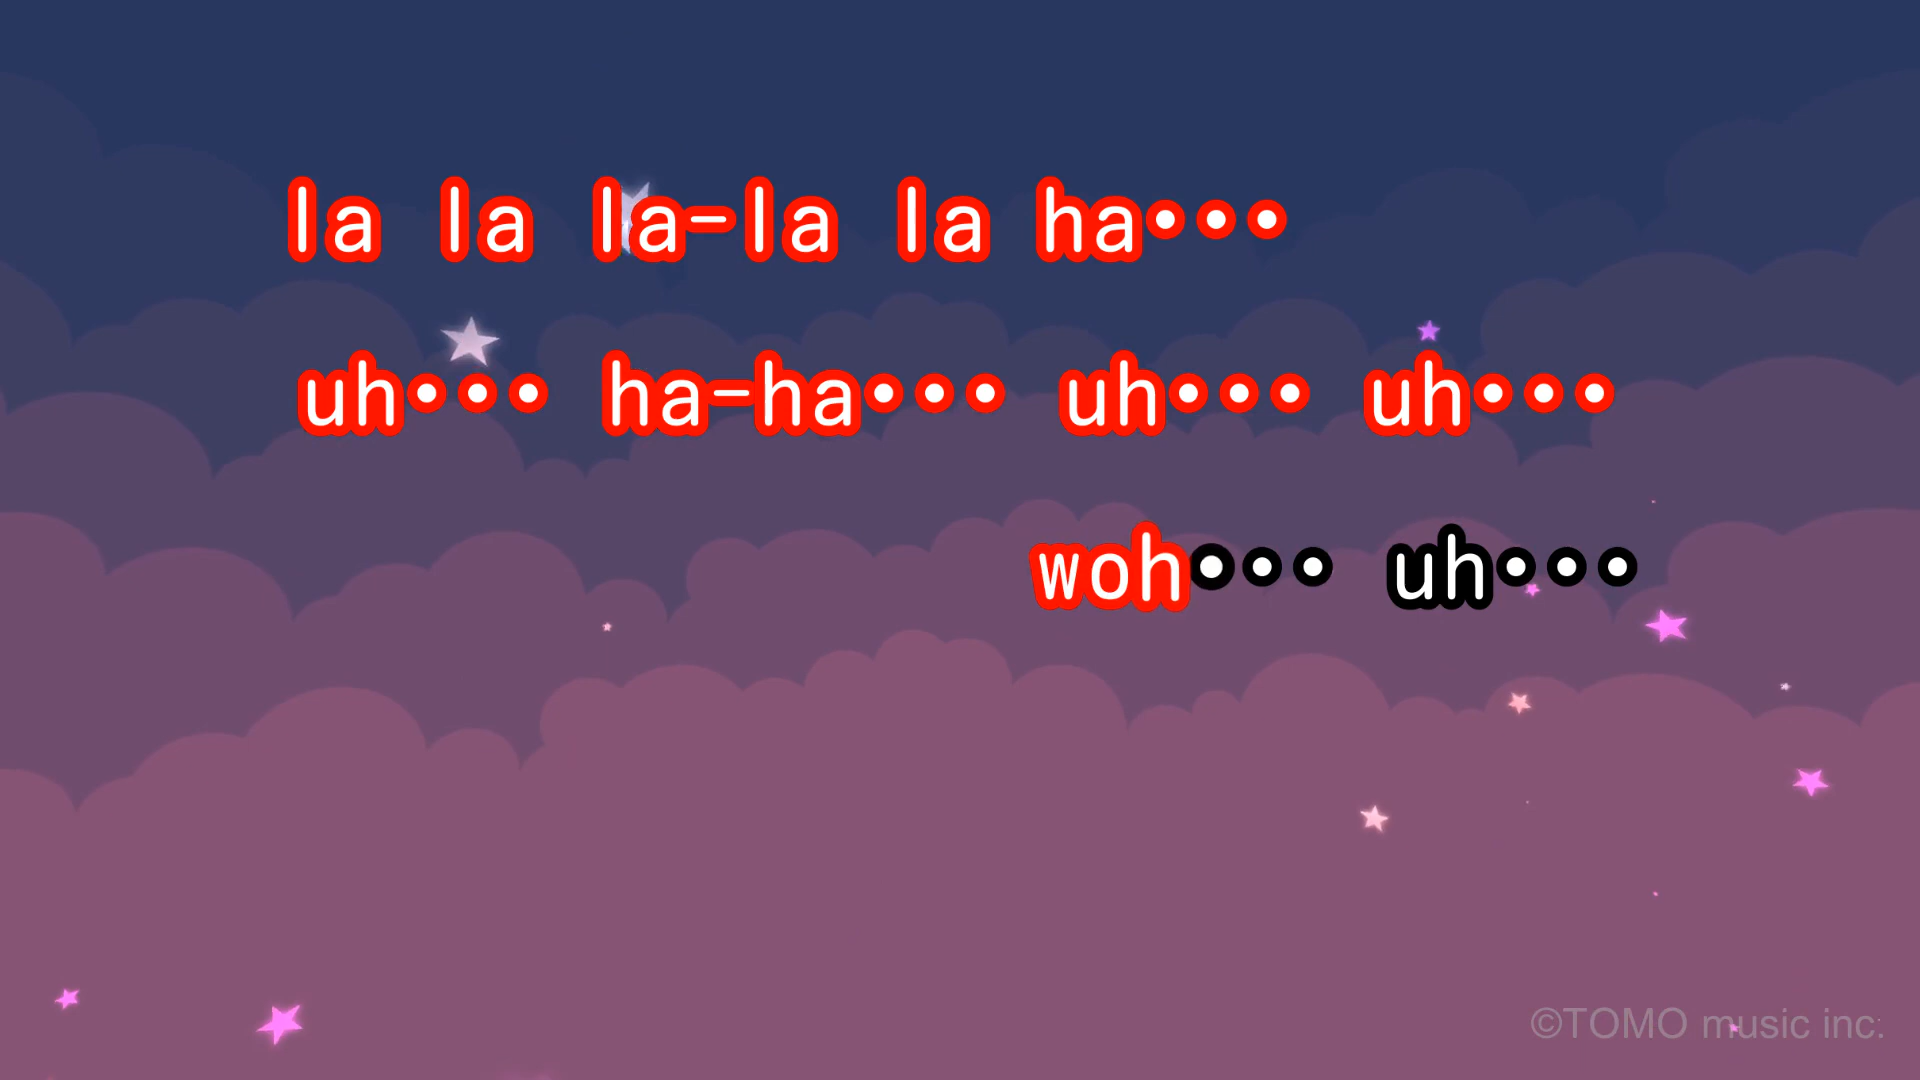 la la la-la la ha•••
uh••• ha-ha••• uh••• uh•••
woh••• uh•••
©TOMO music inc.